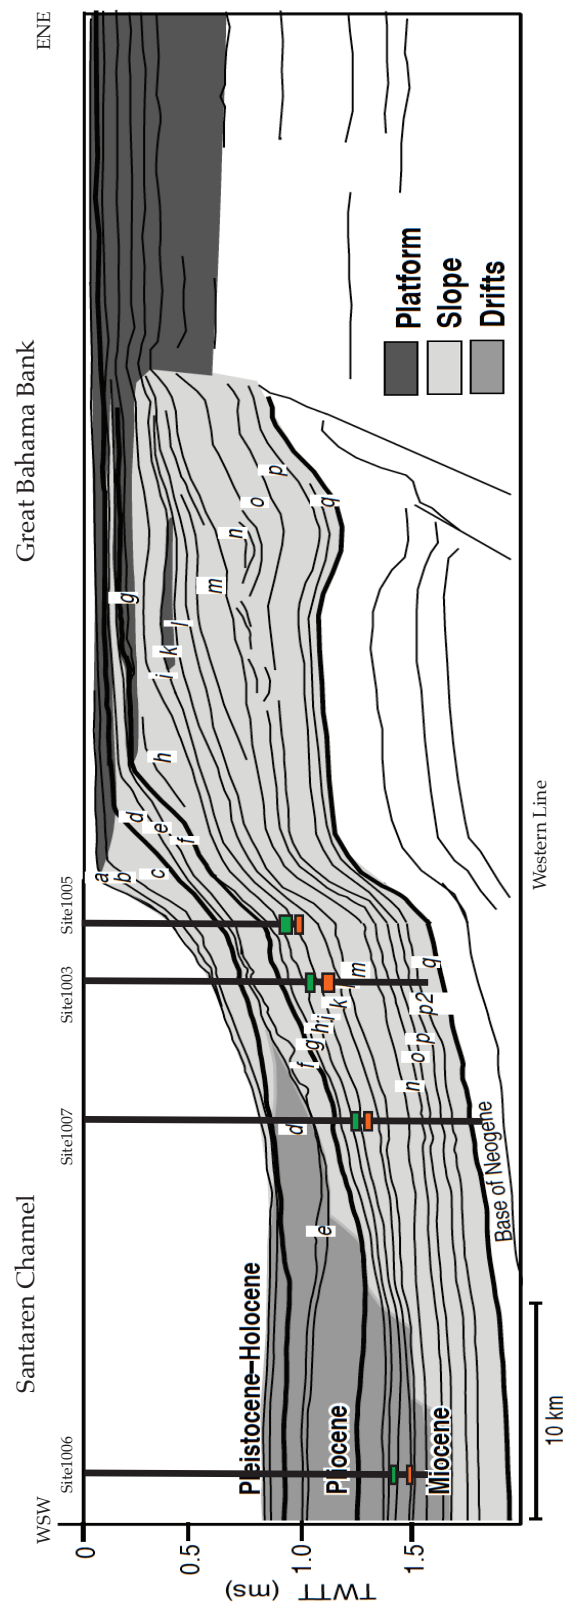 WSW
Santaren Channel
Great Bahama Bank
ENE
Site1006
Site1007
Site1003
Site1005
0
0.5
1.0
1.5
TWTT (ms)
Pleistocene–Holocene
Pliocene
Miocene
Base of Neogene
a
b
c
d
e
f
g
h
i
k
l
m
n
o
p
q
d
e
f
g
h
i
k
m
n
o
p
p2
q
Platform
Slope
Drifts
10 km
Western Line